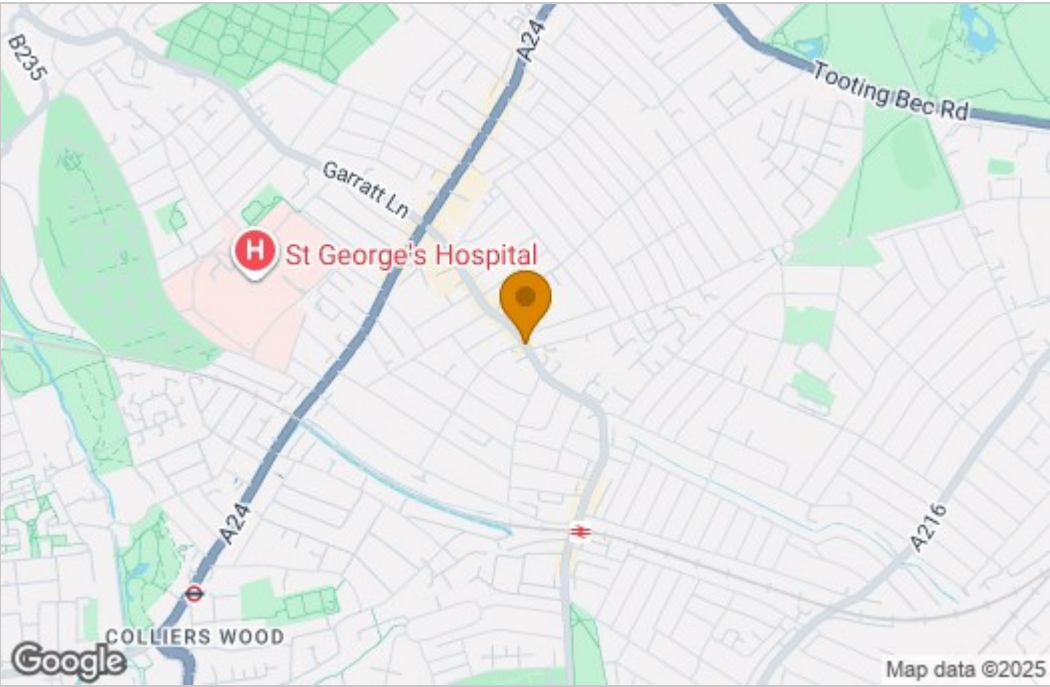 B235
A24
Tooting Bec Rd
Garratt Ln
H
St George's Hospital
A24
A216
COLLIERS WOOD
Google
Map data ©2025